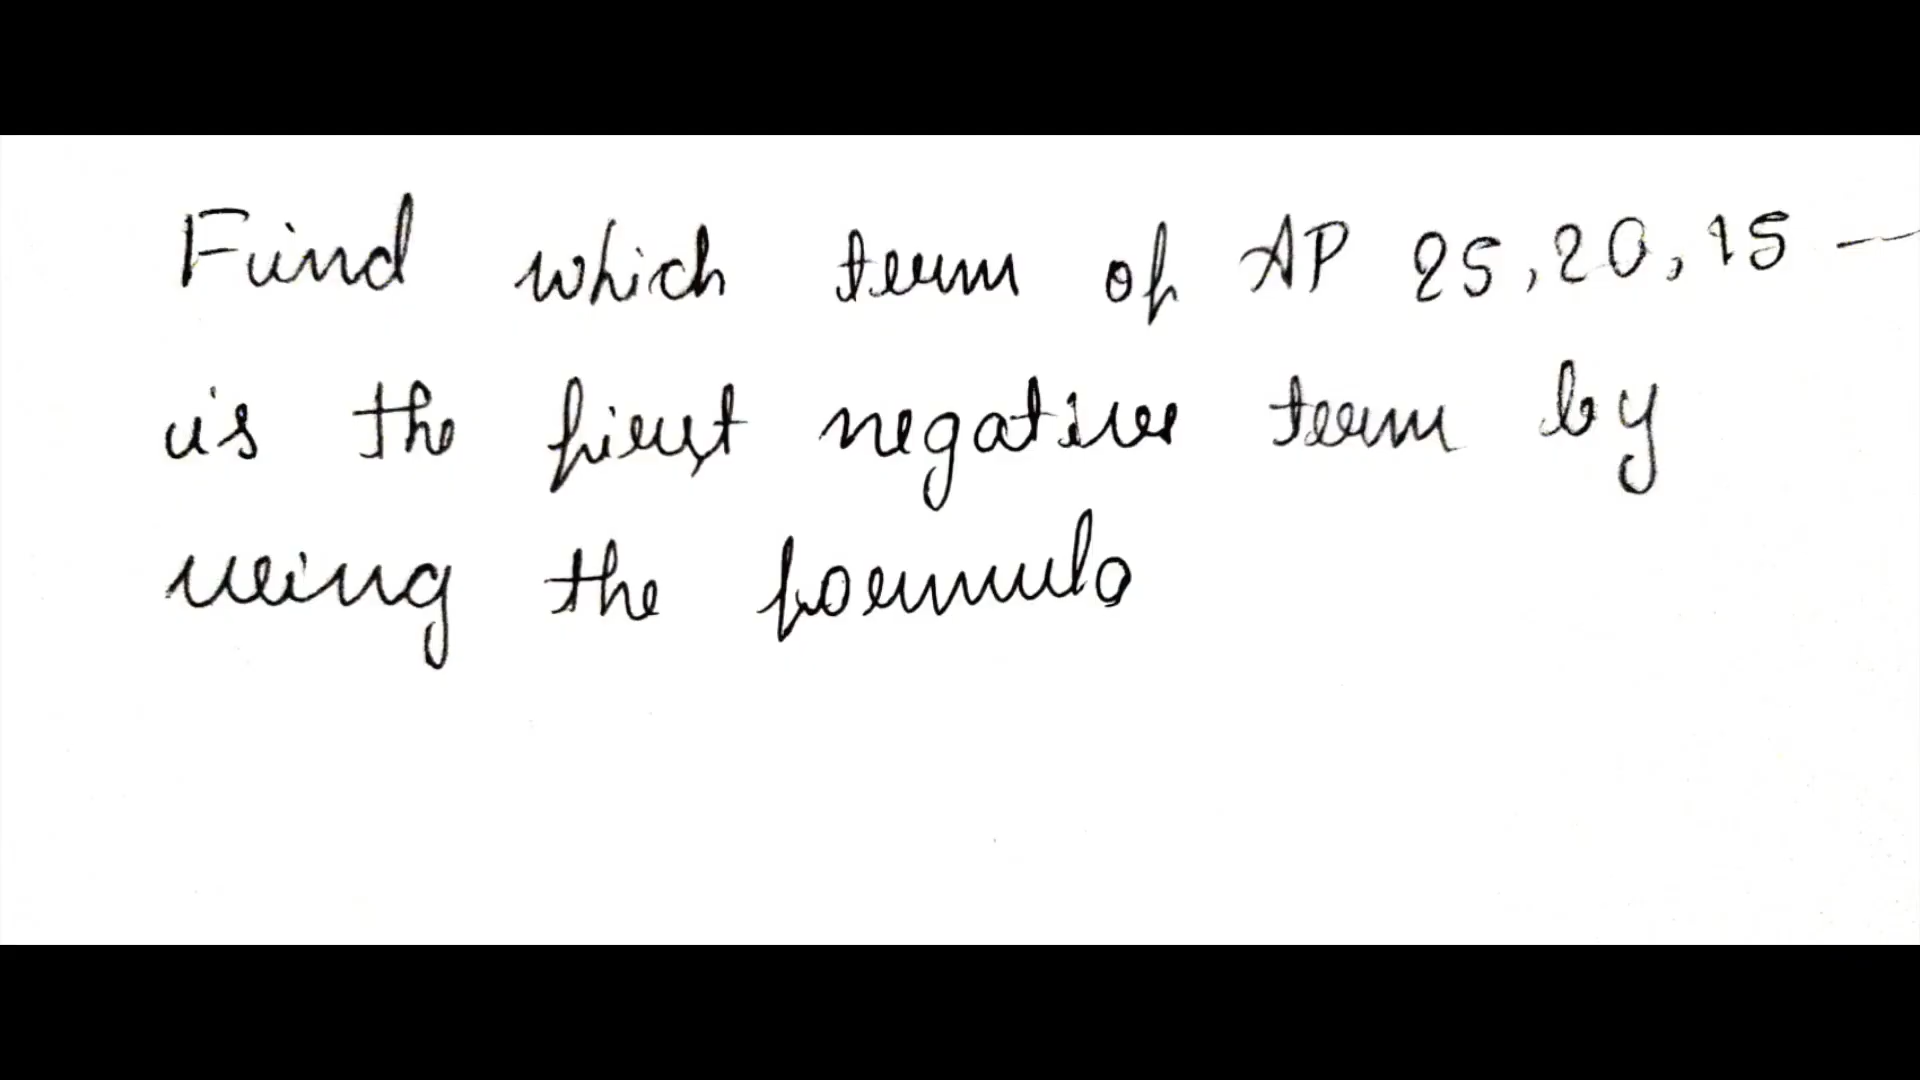 Find which term of AP 25, 20, 15 —
is the first negative term by
using the formula